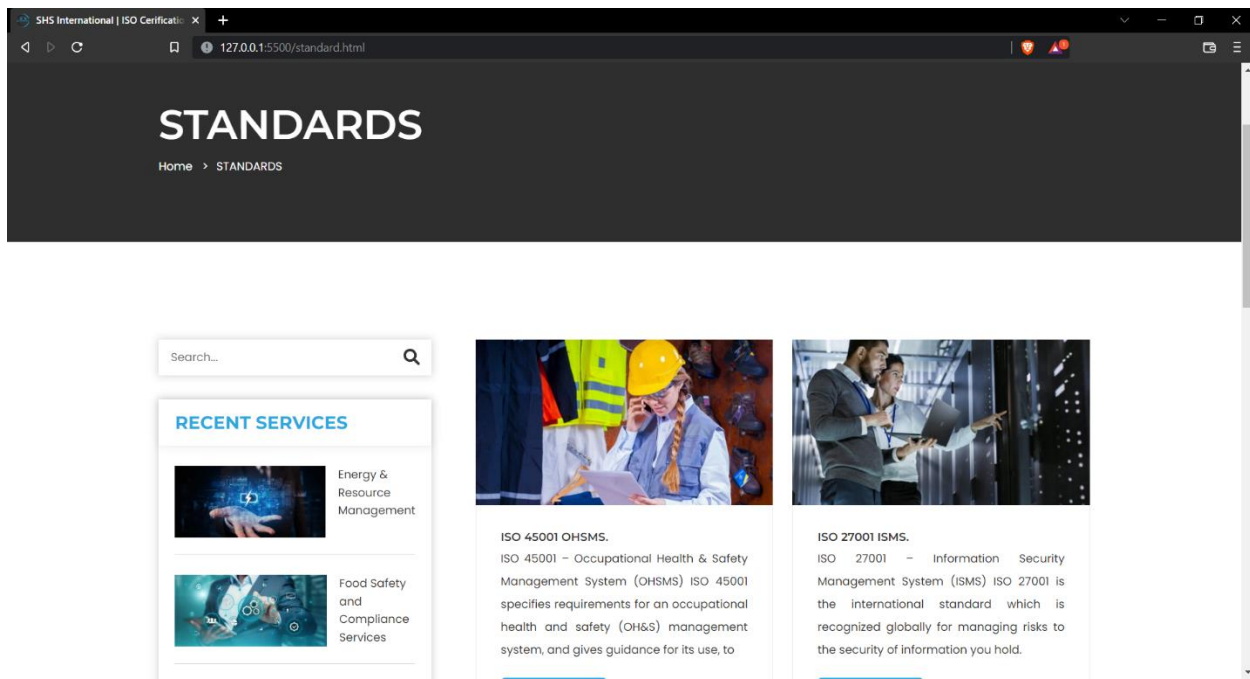 SHS International | ISO Cerificatio
127.0.0.1:5500/standard.html
STANDARDS
Home > STANDARDS
Search...
RECENT SERVICES
Energy &
Resource
Management
Food Safety
and
Compliance
Services
ISO 45001 OHSMS.
ISO 45001 – Occupational Health & Safety
Management System (OHSMS) ISO 45001
specifies requirements for an occupational
health and safety (OH&S) management
system, and gives guidance for its use, to
ISO 27001 ISMS.
ISO 27001 – Information Security
Management System (ISMS) ISO 27001 is
the international standard which is
recognized globally for managing risks to
the security of information you hold.